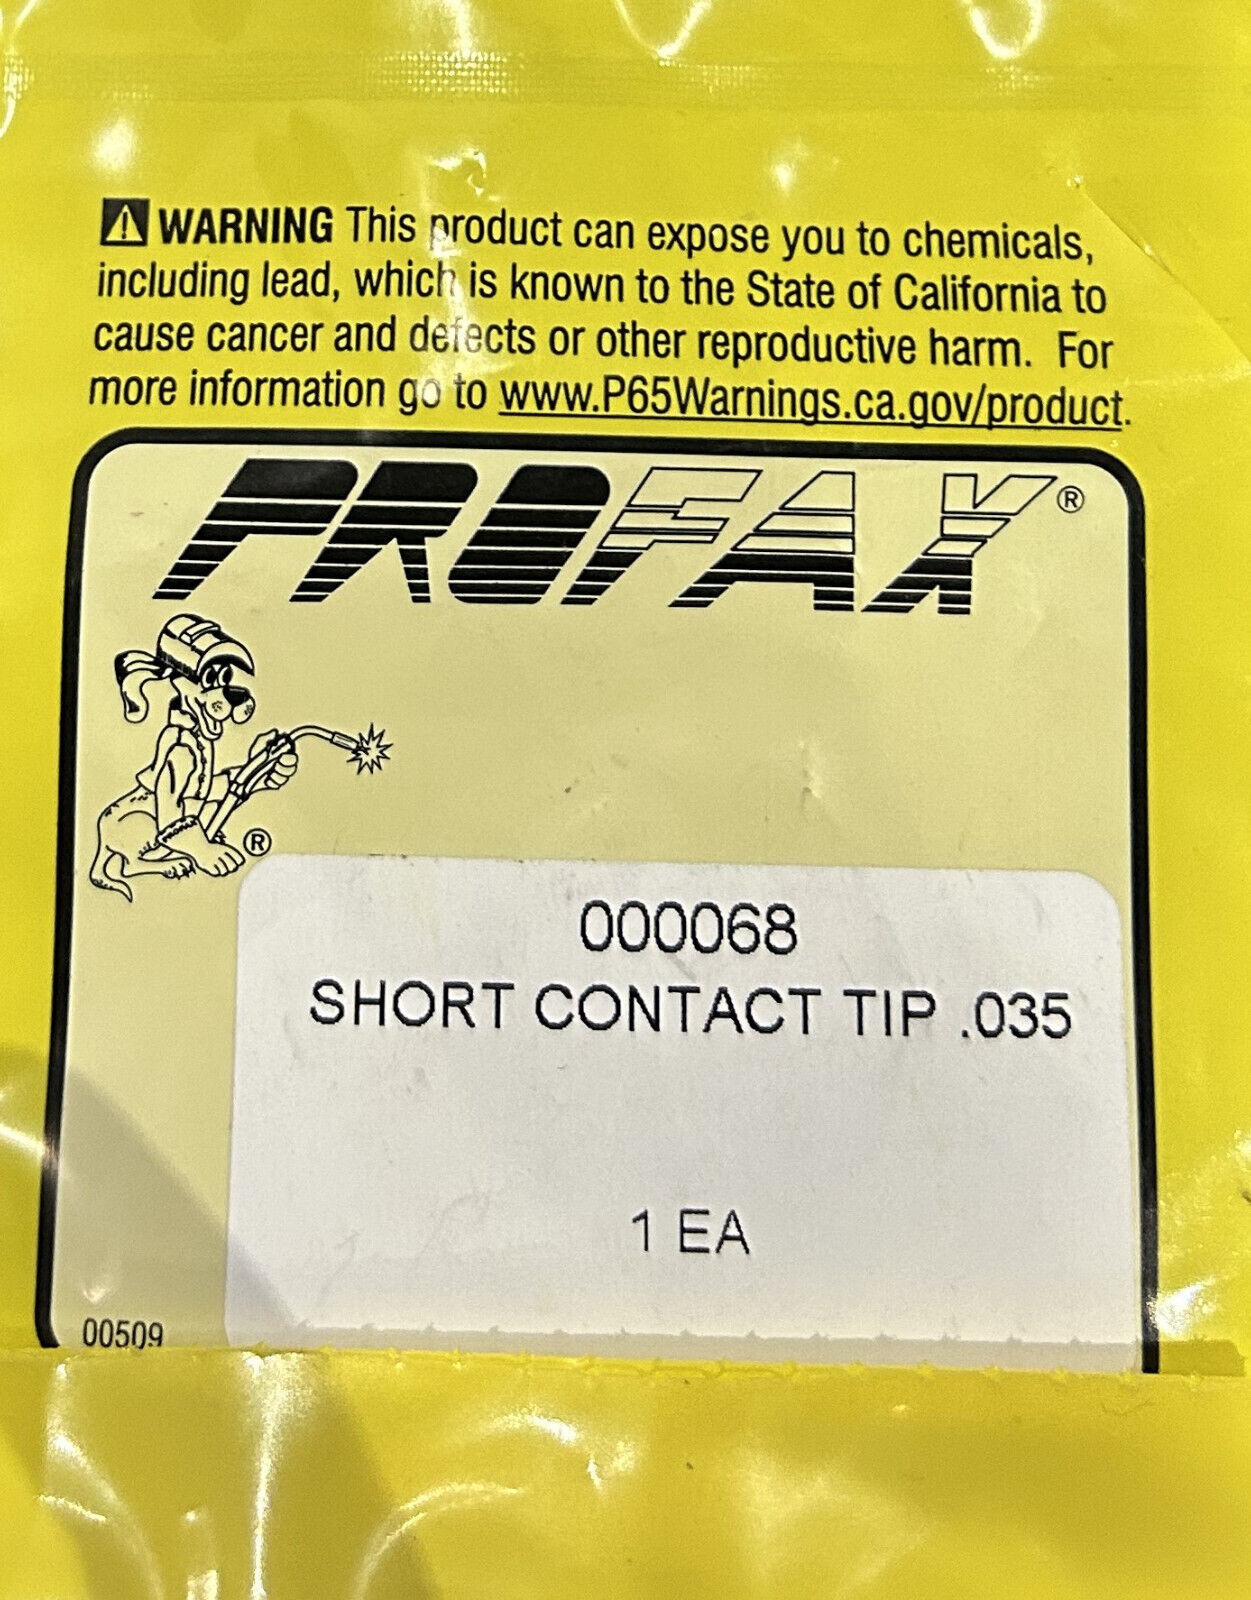 WARNING This product can expose you to chemicals,
including lead, which is known to the State of California to
cause cancer and defects or other reproductive harm. For
more information go to www.P65Warnings.ca.gov/product.
PROFAX®
®
000068
SHORT CONTACT TIP .035
1 EA
00509